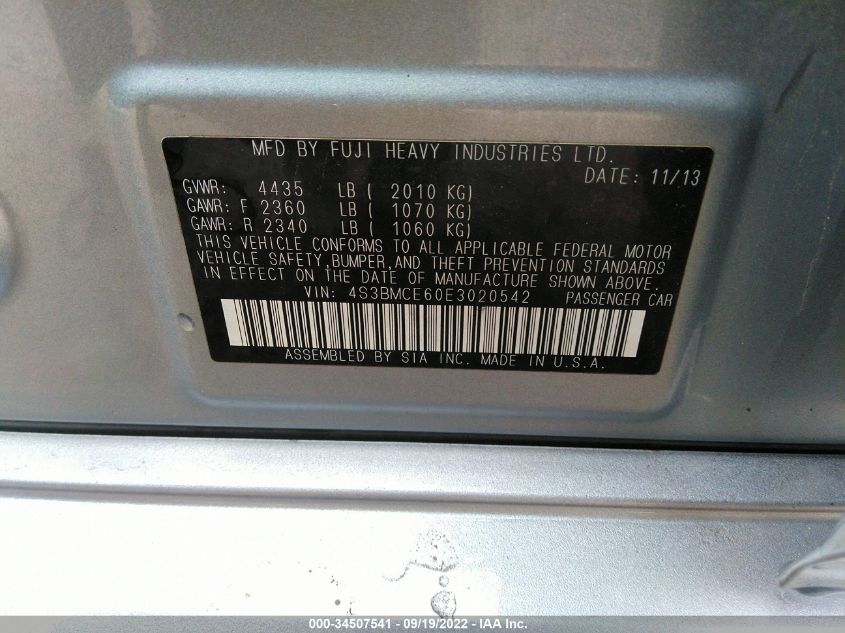 MFD BY FUJI HEAVY INDUSTRIES LTD.
DATE: 11/13
GVWR: 4435 LB ( 2010 KG)
GAWR: F 2360 LB ( 1070 KG)
GAWR: R 2340 LB ( 1060 KG)
THIS VEHICLE CONFORMS TO ALL APPLICABLE FEDERAL MOTOR
VEHICLE SAFETY,BUMPER,AND THEFT PREVENTION STANDARDS
IN EFFECT ON THE DATE OF MANUFACTURE SHOWN ABOVE.
VIN: 4S3BMCE60E3020542 PASSENGER CAR
ASSEMBLED BY SIA INC. MADE IN U.S.A.
000-34507541 - 09/19/2022 - IAA Inc.